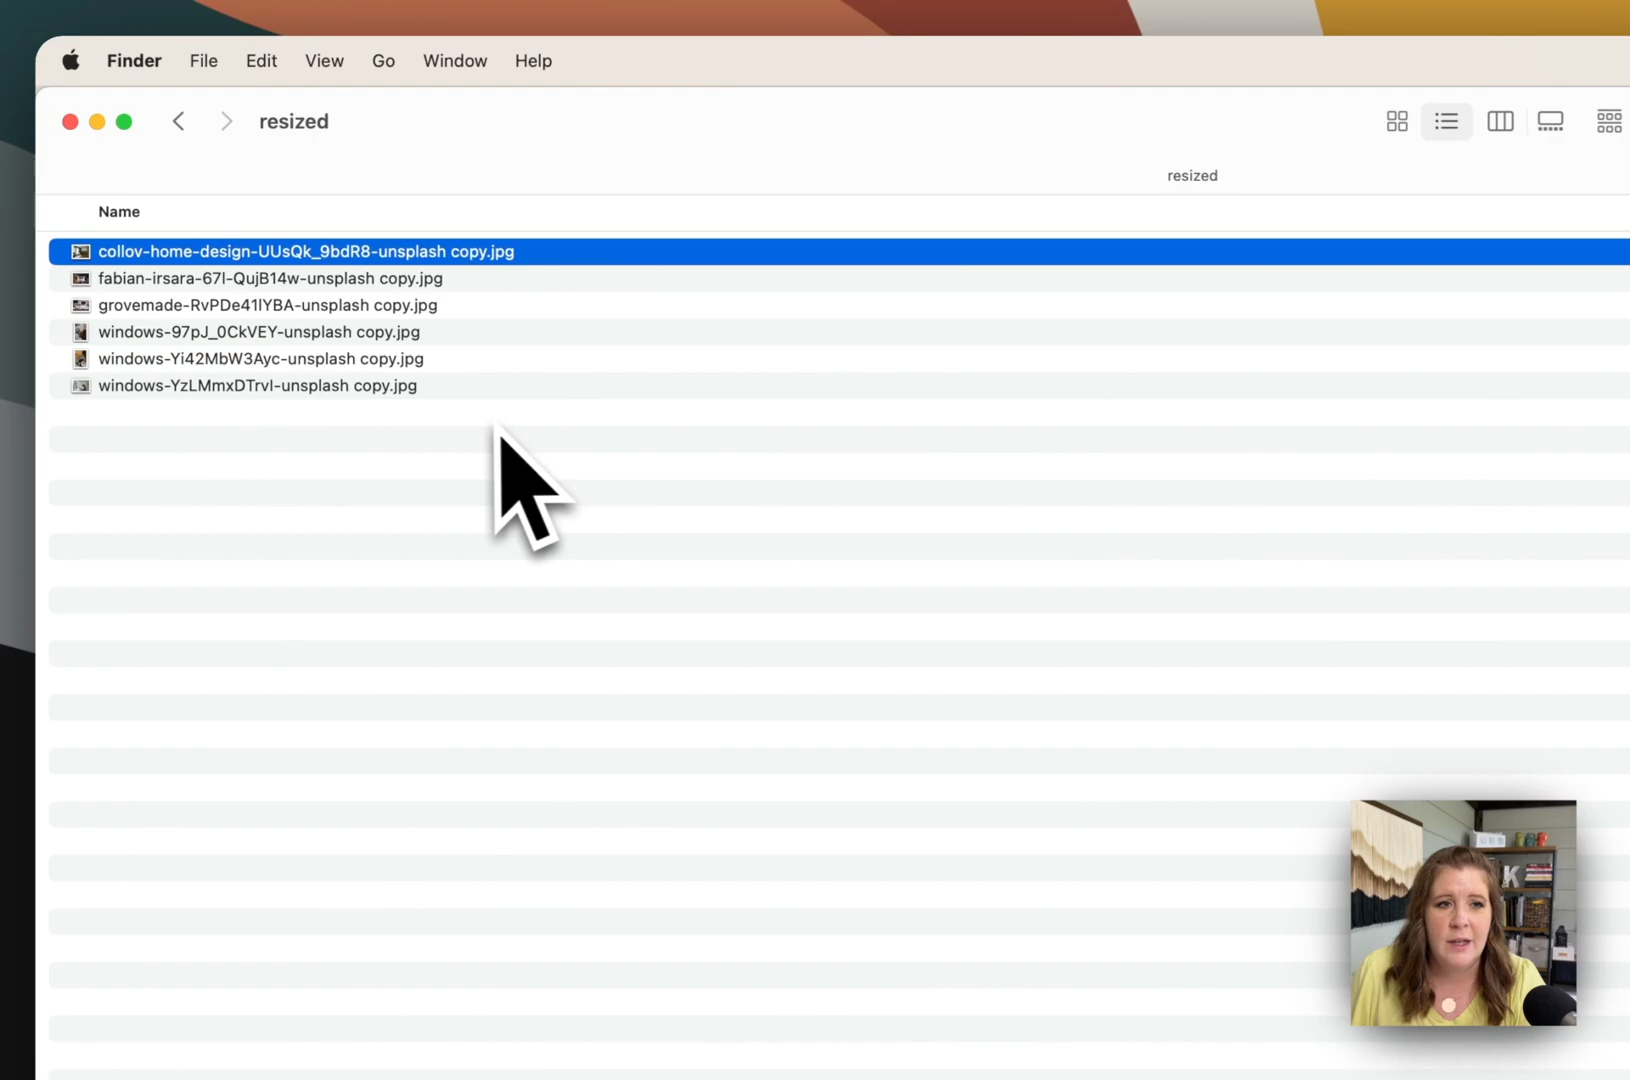 Finder File Edit View Go Window Help
resized
resized
Name
collov-home-design-UUsQk_9bdR8-unsplash copy.jpg
fabian-irsara-67l-QujB14w-unsplash copy.jpg
grovemade-RvPDe41lYBA-unsplash copy.jpg
windows-97pJ_0CkVEY-unsplash copy.jpg
windows-Yi42MbW3Ayc-unsplash copy.jpg
windows-YzLMmxDTrvI-unsplash copy.jpg
K